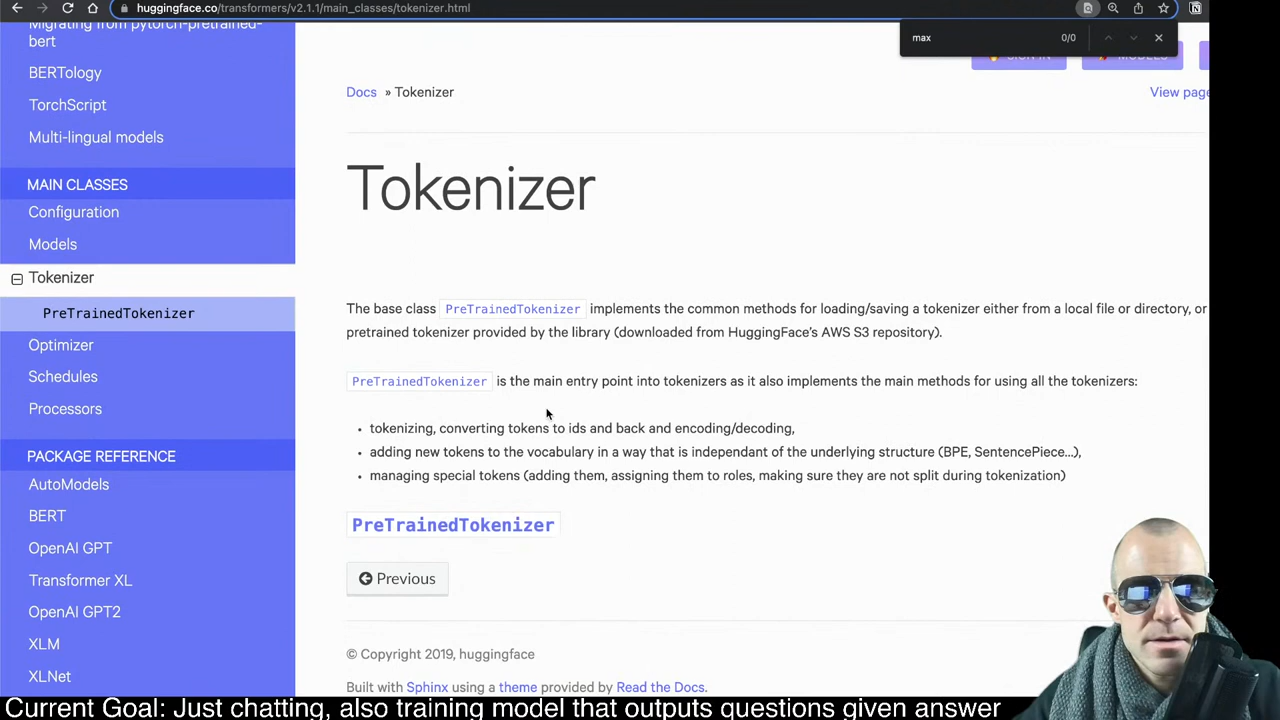 huggingface.co/transformers/v2.1.1/main_classes/tokenizer.html
max 0/0
Migrating from pytorch-pretrained-
bert
BERTology
TorchScript
Multi-lingual models
MAIN CLASSES
Configuration
Models
Tokenizer
PreTrainedTokenizer
Optimizer
Schedules
Processors
PACKAGE REFERENCE
AutoModels
BERT
OpenAI GPT
Transformer XL
OpenAI GPT2
XLM
XLNet
SIGN IN
MODELS
Docs » Tokenizer
View page
Tokenizer
The base class PreTrainedTokenizer implements the common methods for loading/saving a tokenizer either from a local file or directory, or
pretrained tokenizer provided by the library (downloaded from HuggingFace's AWS S3 repository).
PreTrainedTokenizer is the main entry point into tokenizers as it also implements the main methods for using all the tokenizers:
• tokenizing, converting tokens to ids and back and encoding/decoding,
• adding new tokens to the vocabulary in a way that is independant of the underlying structure (BPE, SentencePiece…),
• managing special tokens (adding them, assigning them to roles, making sure they are not split during tokenization)
PreTrainedTokenizer
Previous
© Copyright 2019, huggingface
Built with Sphinx using a theme provided by Read the Docs.
Current Goal: Just chatting, also training model that outputs questions given answer